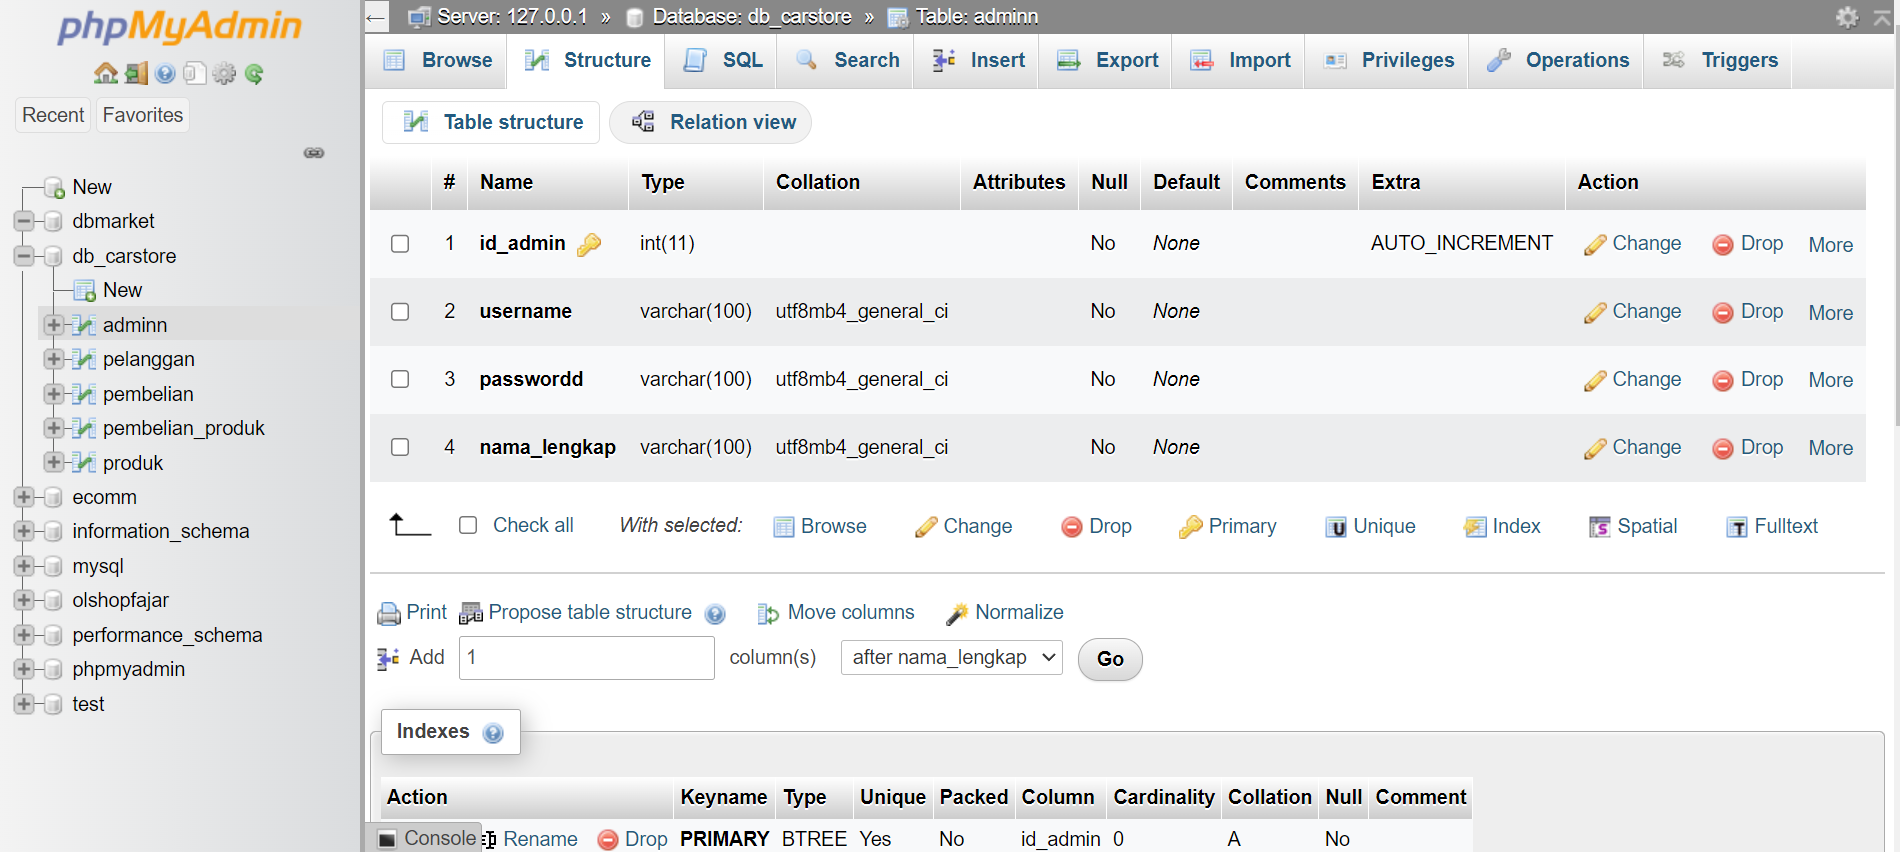 phpMyAdmin
Recent Favorites
New
dbmarket
db_carstore
New
adminn
pelanggan
pembelian
pembelian_produk
produk
ecomm
information_schema
mysql
olshopfajar
performance_schema
phpmyadmin
test
Server: 127.0.0.1 » Database: db_carstore » Table: adminn
Browse Structure SQL Search Insert Export Import Privileges Operations Triggers
Table structure Relation view
# Name Type Collation Attributes Null Default Comments Extra Action
1 id_admin int(11) No None AUTO_INCREMENT Change Drop More
2 username varchar(100) utf8mb4_general_ci No None Change Drop More
3 passwordd varchar(100) utf8mb4_general_ci No None Change Drop More
4 nama_lengkap varchar(100) utf8mb4_general_ci No None Change Drop More
Check all With selected: Browse Change Drop Primary Unique Index Spatial Fulltext
Print Propose table structure Move columns Normalize
Add 1 column(s) after nama_lengkap Go
Indexes
Action Keyname Type Unique Packed Column Cardinality Collation Null Comment
Console Rename Drop PRIMARY BTREE Yes No id_admin 0 A No